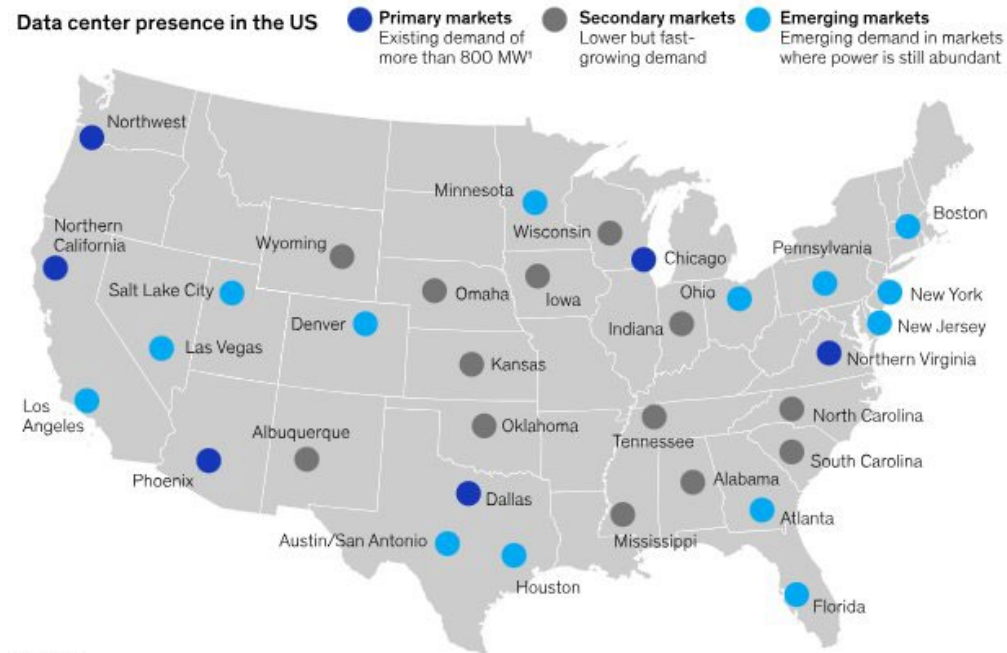 Data center presence in the US
Primary markets
Existing demand of
more than 800 MW¹
Secondary markets
Lower but fast-
growing demand
Emerging markets
Emerging demand in markets
where power is still abundant
Northwest
Minnesota
Boston
Northern
California
Wyoming
Wisconsin
Pennsylvania
Chicago
Salt Lake City
Omaha
Iowa
Ohio
New York
Denver
Indiana
New Jersey
Las Vegas
Kansas
Northern Virginia
Los
Angeles
Albuquerque
Oklahoma
Tennessee
North Carolina
South Carolina
Phoenix
Dallas
Alabama
Atlanta
Austin/San Antonio
Mississippi
Houston
Florida